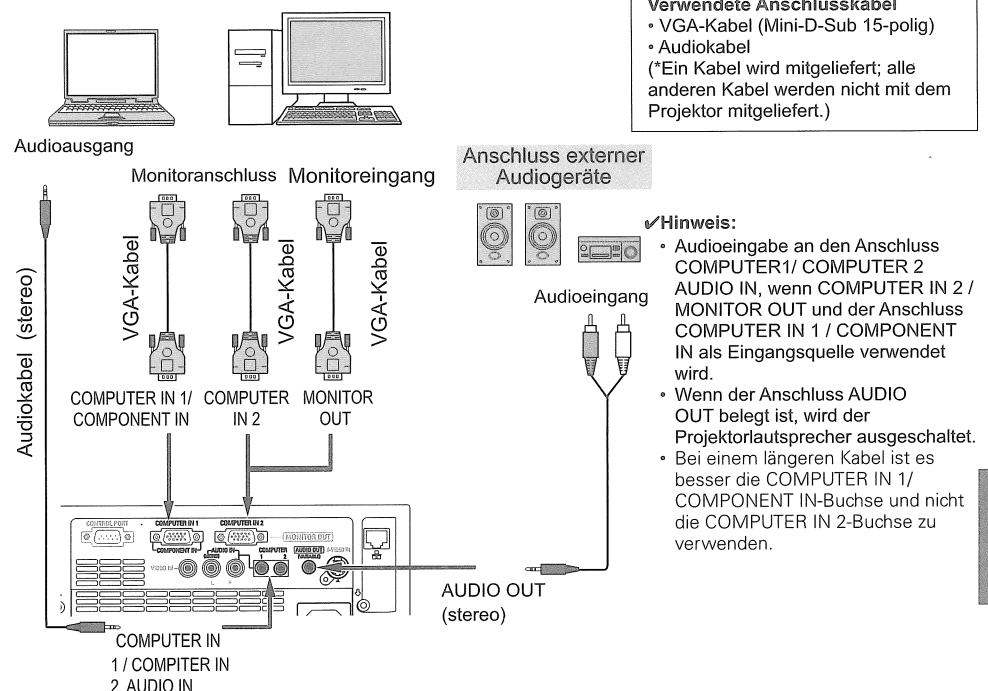 Verwendete Anschlusskabel
• VGA-Kabel (Mini-D-Sub 15-polig)
• Audiokabel
(*Ein Kabel wird mitgeliefert; alle
anderen Kabel werden nicht mit dem
Projektor mitgeliefert.)
Audioausgang
Monitoranschluss
Monitoreingang
Anschluss externer
Audiogeräte
Audiokabel (stereo)
VGA-Kabel
VGA-Kabel
VGA-Kabel
Audioeingang
COMPUTER IN 1/
COMPONENT IN
COMPUTER
IN 2
MONITOR
OUT
✓Hinweis:
• Audioeingabe an den Anschluss
COMPUTER1/ COMPUTER 2
AUDIO IN, wenn COMPUTER IN 2 /
MONITOR OUT und der Anschluss
COMPUTER IN 1 / COMPONENT
IN als Eingangsquelle verwendet
wird.
• Wenn der Anschluss AUDIO
OUT belegt ist, wird der
Projektorlautsprecher ausgeschaltet.
• Bei einem längeren Kabel ist es
besser die COMPUTER IN 1/
COMPONENT IN-Buchse und nicht
die COMPUTER IN 2-Buchse zu
verwenden.
CONTROL PORT
COMPUTER IN 1
COMPUTER IN 2
MONITOR OUT
COMPONENT IN
AUDIO IN
COMPUTER
1 2
AUDIO OUT
(VARIABLE)
S-VIDEO IN
VIDEO IN
L R
AUDIO OUT
(stereo)
COMPUTER IN
1 / COMPITER IN
2 AUDIO IN